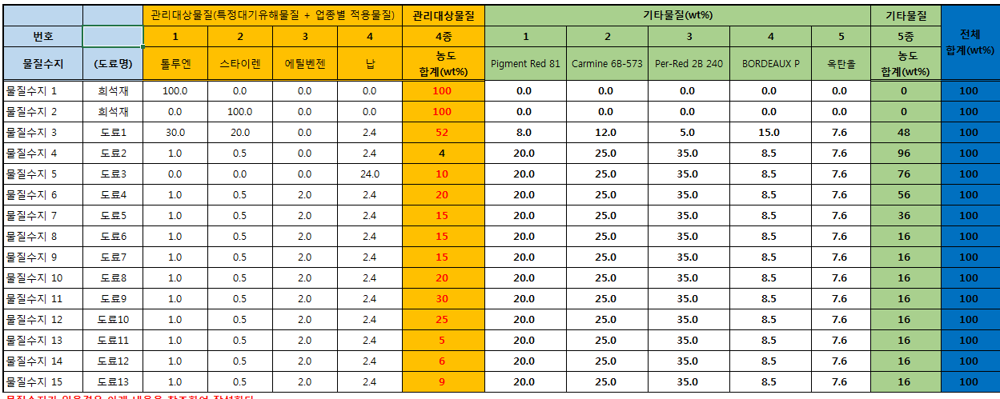 관리대상물질(특정대기유해물질 + 업종별 적용물질) 관리대상물질 기타물질(wt%) 기타물질 전체 합계(wt%)
번호 1 2 3 4 4종 1 2 3 4 5 5종
물질수지 (도료명) 톨루엔 스타이렌 에틸벤젠 납 농도 합계(wt%) Pigment Red 81 Carmine 6B-573 Per-Red 2B 240 BORDEAUX P 옥탄올 농도 합계(wt%)
물질수지 1 희석재 100.0 0.0 0.0 0.0 100 0.0 0.0 0.0 0.0 0.0 0 100
물질수지 2 희석재 0.0 100.0 0.0 0.0 100 0.0 0.0 0.0 0.0 0.0 0 100
물질수지 3 도료1 30.0 20.0 0.0 2.4 52 8.0 12.0 5.0 15.0 7.6 48 100
물질수지 4 도료2 1.0 0.5 0.0 2.4 4 20.0 25.0 35.0 8.5 7.6 96 100
물질수지 5 도료3 0.0 0.0 0.0 24.0 10 20.0 25.0 35.0 8.5 7.6 76 100
물질수지 6 도료4 1.0 0.5 2.0 2.4 20 20.0 25.0 35.0 8.5 7.6 56 100
물질수지 7 도료5 1.0 0.5 2.0 2.4 15 20.0 25.0 35.0 8.5 7.6 36 100
물질수지 8 도료6 1.0 0.5 2.0 2.4 15 20.0 25.0 35.0 8.5 7.6 16 100
물질수지 9 도료7 1.0 0.5 2.0 2.4 15 20.0 25.0 35.0 8.5 7.6 16 100
물질수지 10 도료8 1.0 0.5 2.0 2.4 20 20.0 25.0 35.0 8.5 7.6 16 100
물질수지 11 도료9 1.0 0.5 2.0 2.4 30 20.0 25.0 35.0 8.5 7.6 16 100
물질수지 12 도료10 1.0 0.5 2.0 2.4 25 20.0 25.0 35.0 8.5 7.6 16 100
물질수지 13 도료11 1.0 0.5 2.0 2.4 5 20.0 25.0 35.0 8.5 7.6 16 100
물질수지 14 도료12 1.0 0.5 2.0 2.4 6 20.0 25.0 35.0 8.5 7.6 16 100
물질수지 15 도료13 1.0 0.5 2.0 2.4 9 20.0 25.0 35.0 8.5 7.6 16 100